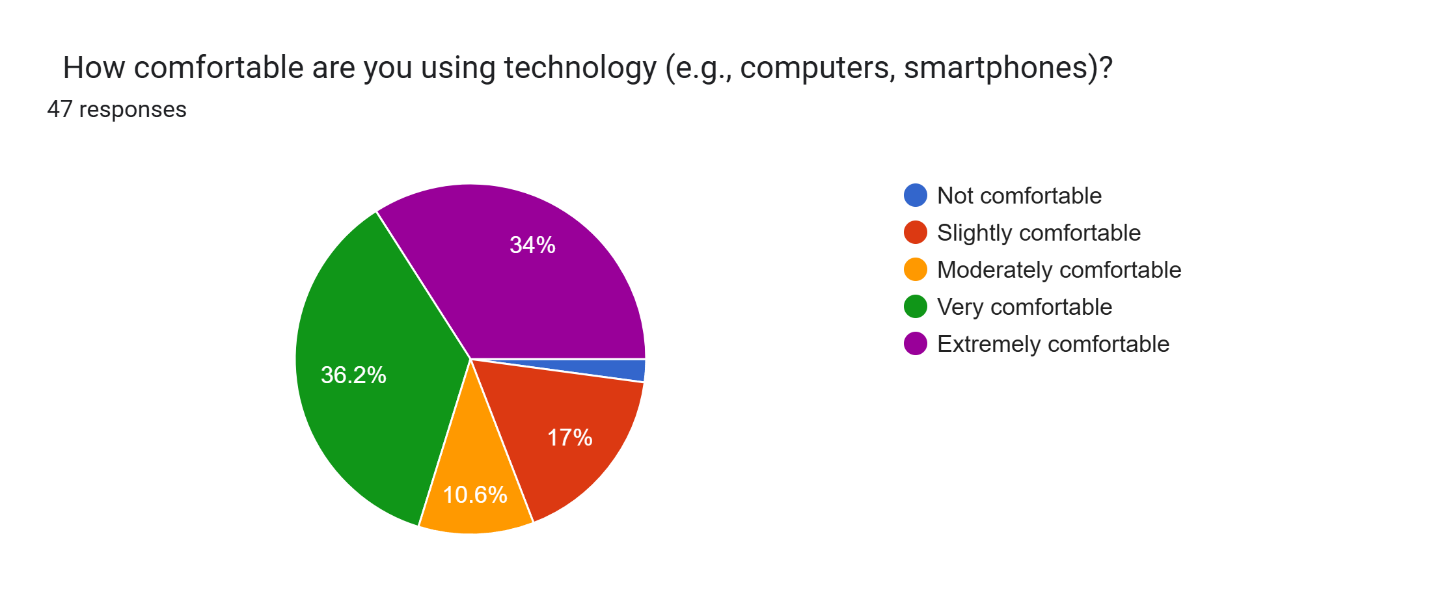 How comfortable are you using technology (e.g., computers, smartphones)?
47 responses
Not comfortable
Slightly comfortable
Moderately comfortable
Very comfortable
Extremely comfortable
34%
36.2%
17%
10.6%